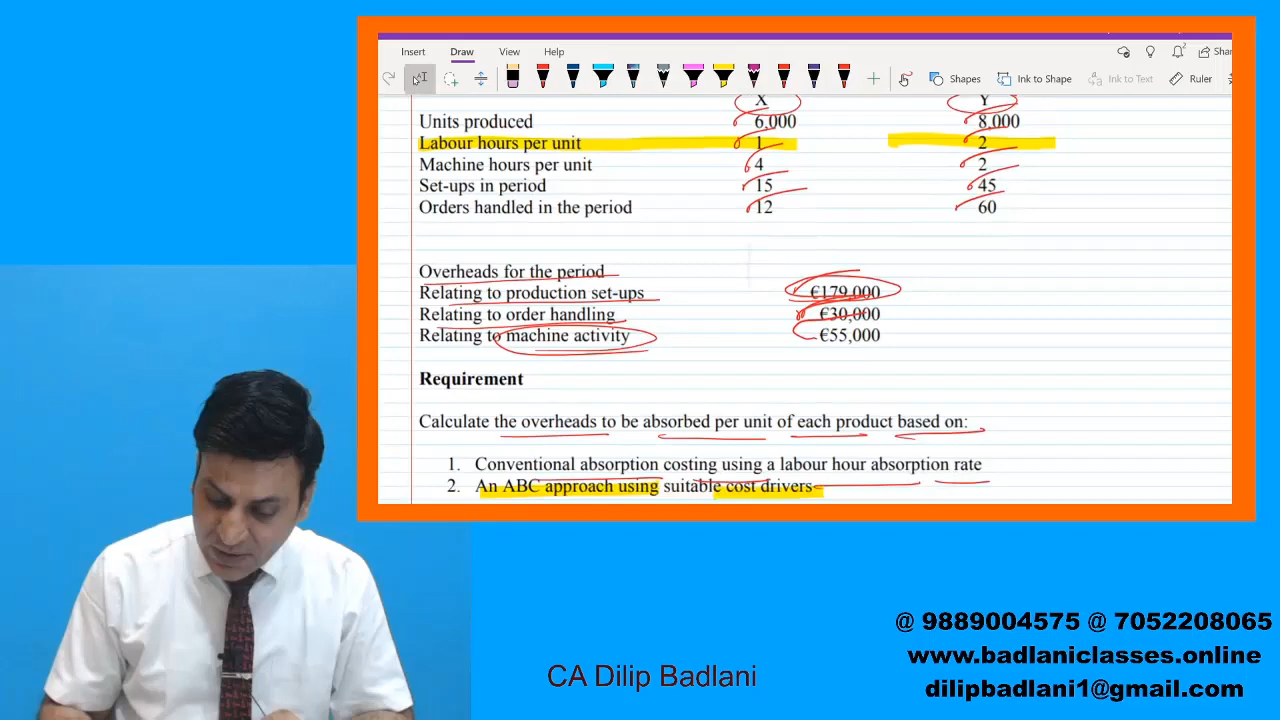 Insert Draw View Help Shar
Shapes Ink to Shape Ink to Text Ruler
X Y
Units produced 6,000 8,000
Labour hours per unit 1 2
Machine hours per unit 4 2
Set-ups in period 15 45
Orders handled in the period 12 60
Overheads for the period
Relating to production set-ups €179,000
Relating to order handling €30,000
Relating to machine activity €55,000
Requirement
Calculate the overheads to be absorbed per unit of each product based on:
1. Conventional absorption costing using a labour hour absorption rate
2. An ABC approach using suitable cost drivers
@ 9889004575 @ 7052208065
www.badlaniclasses.online
CA Dilip Badlani
dilipbadlani1@gmail.com